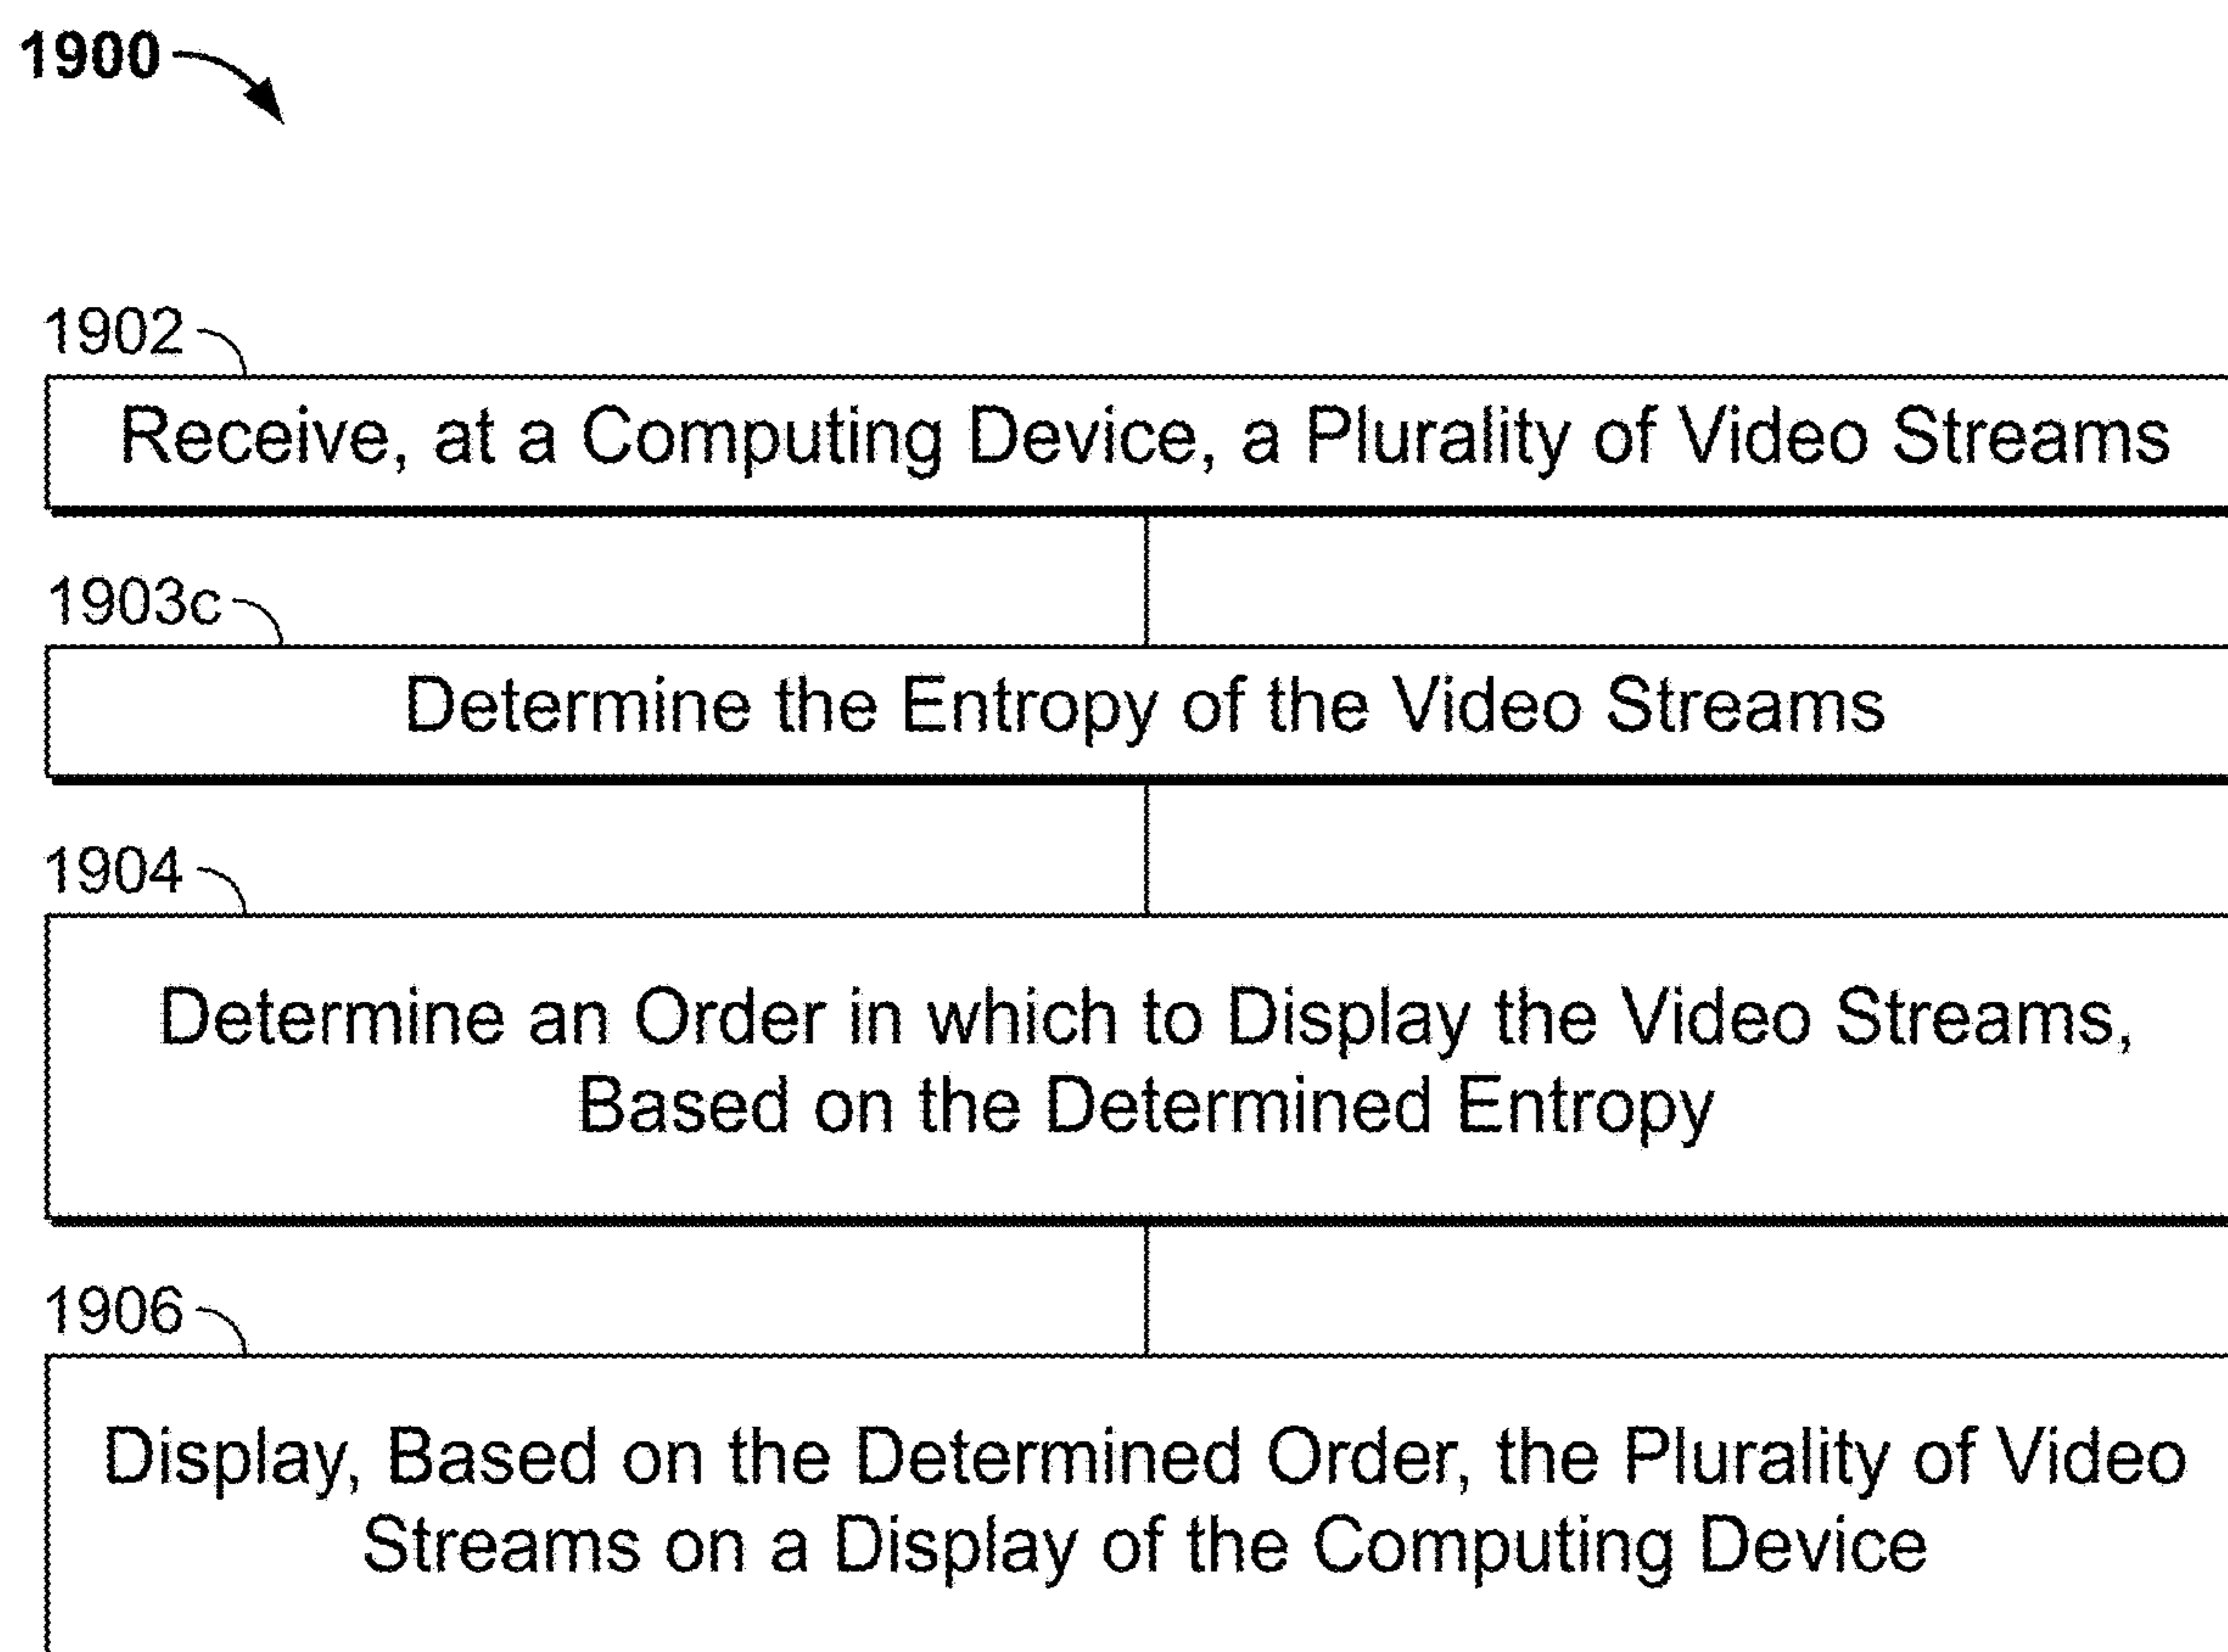 1900
1902
Receive, at a Computing Device, a Plurality of Video Streams
1903c
Determine the Entropy of the Video Streams
1904
Determine an Order in which to Display the Video Streams,
Based on the Determined Entropy
1906
Display, Based on the Determined Order, the Plurality of Video
Streams on a Display of the Computing Device